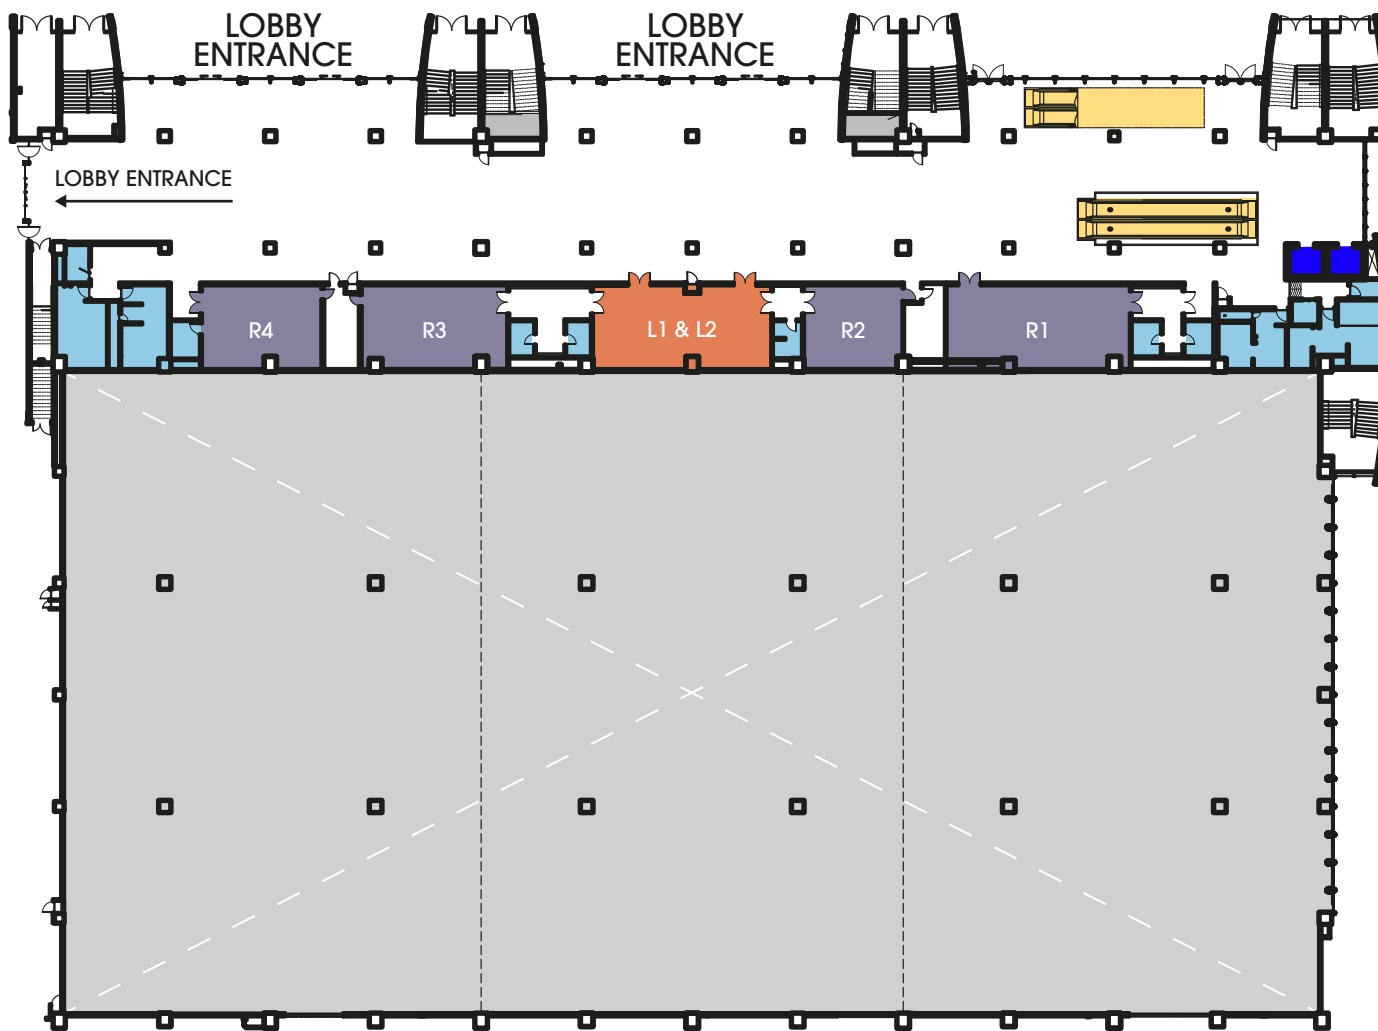 LOBBY
ENTRANCE
LOBBY
ENTRANCE
LOBBY ENTRANCE
R4
R3
L1 & L2
R2
R1